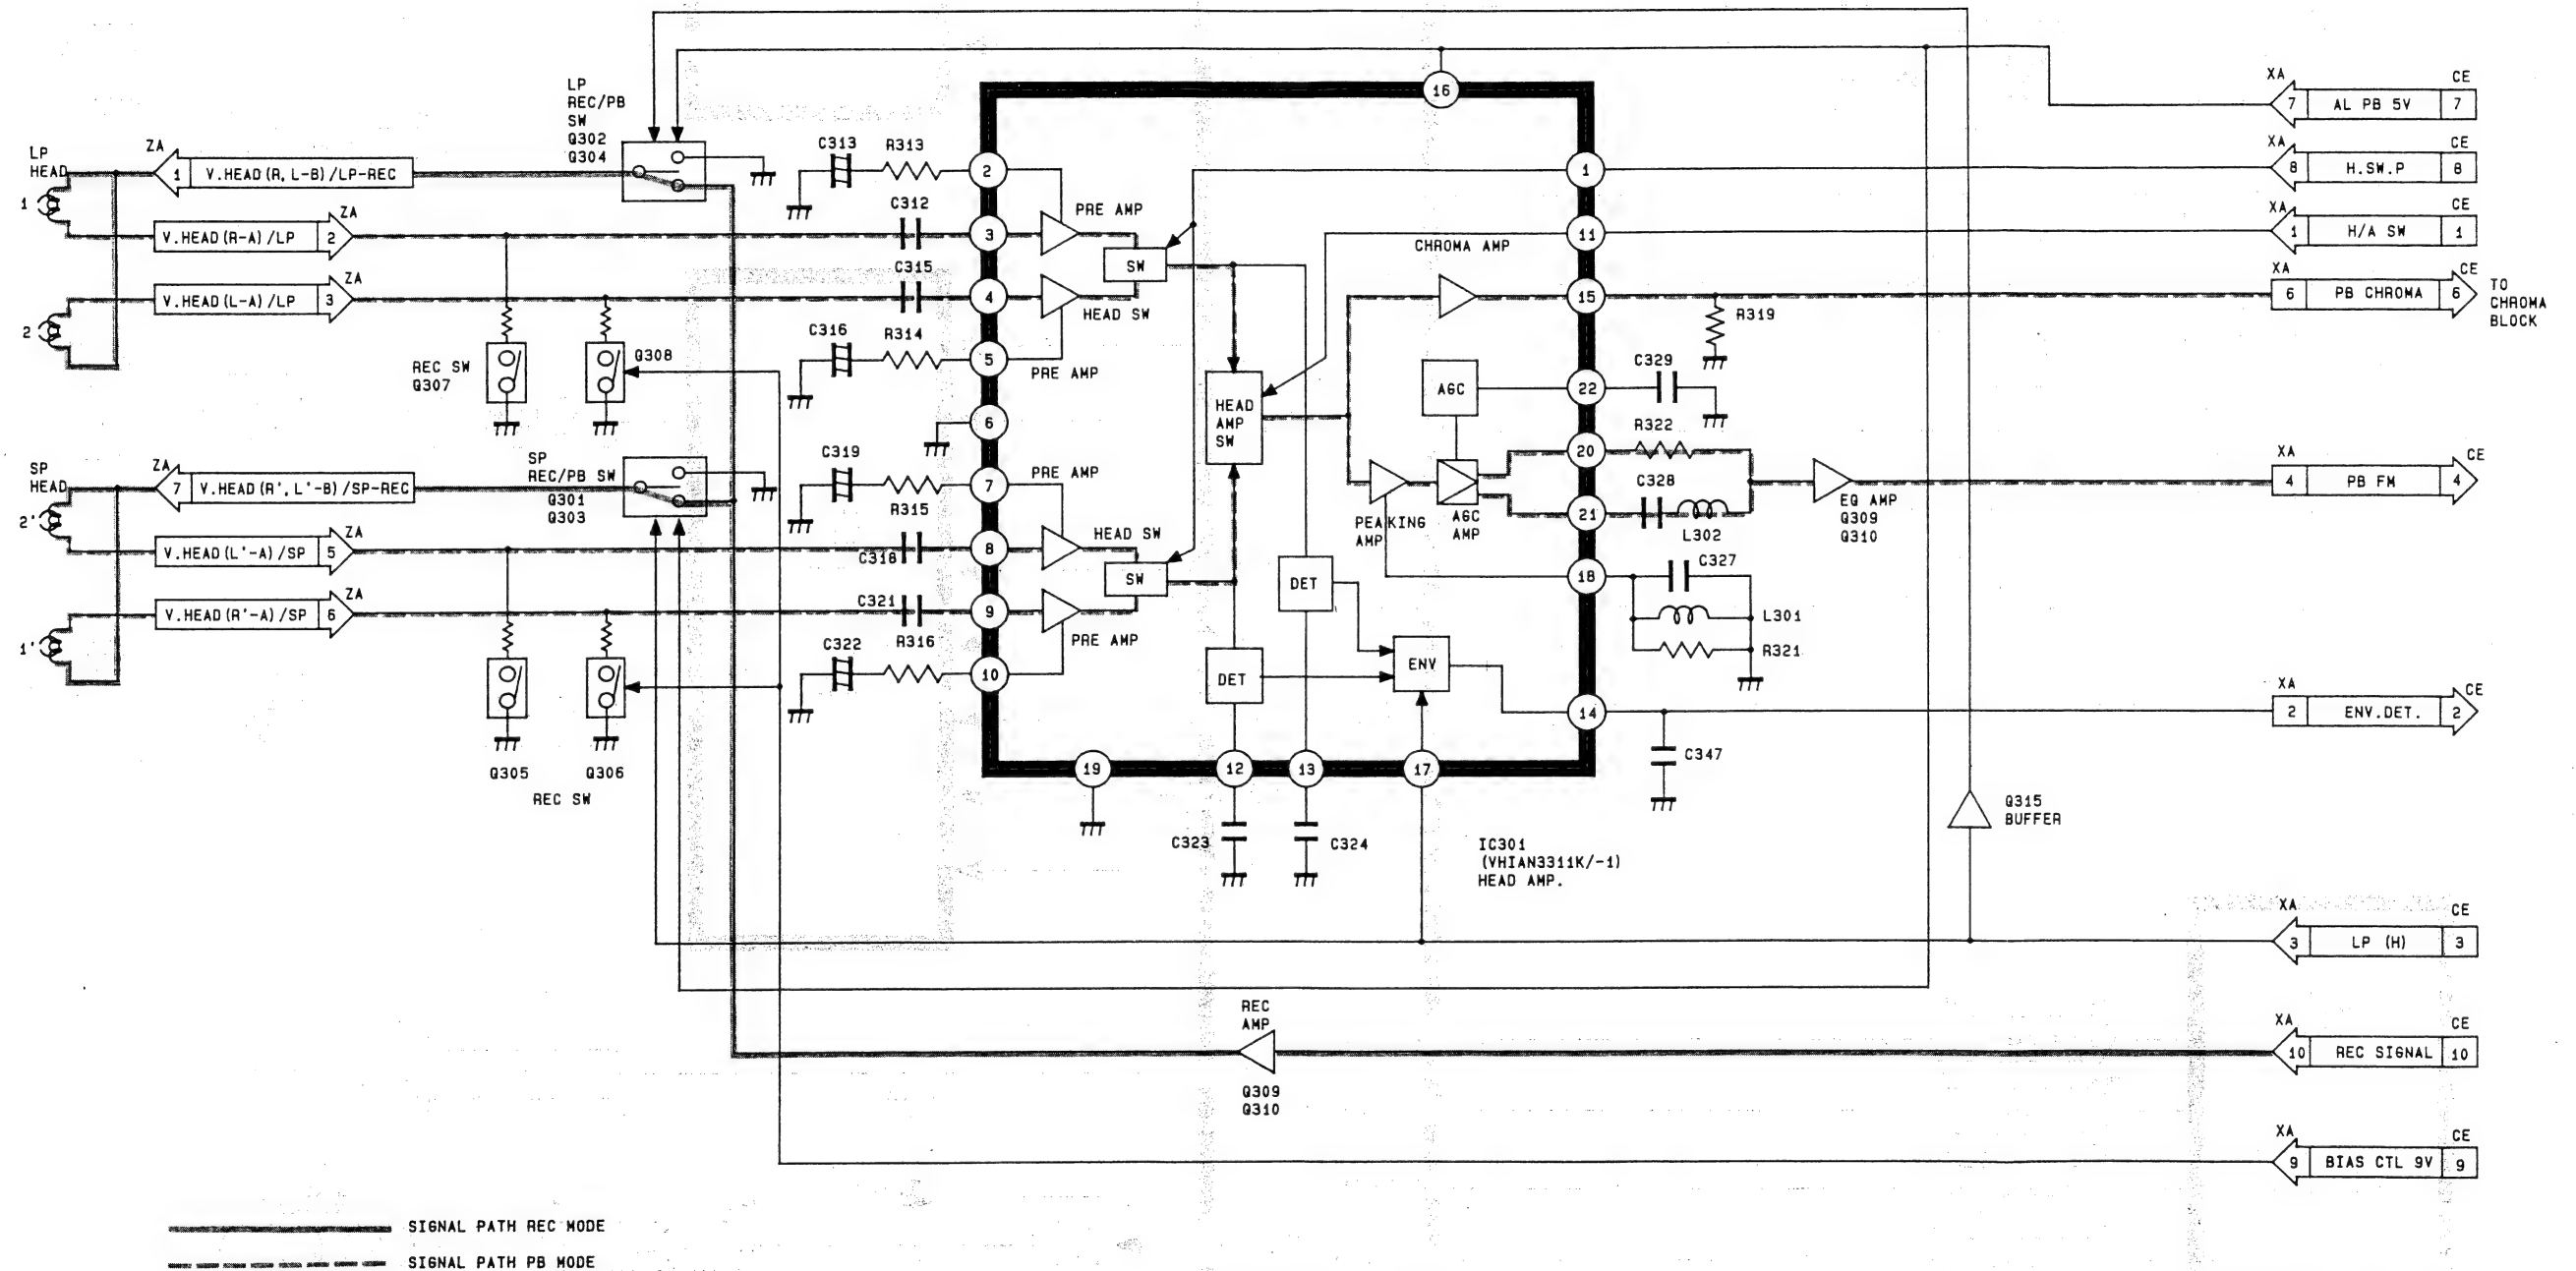 LP
REC/PB
SW
Q302
Q304
LP
HEAD
ZA
1 V.HEAD(R,L-B)/LP-REC
1
V.HEAD(R-A)/LP 2
ZA
V.HEAD(L-A)/LP 3
ZA
2
REC SW
Q307
Q308
SP
HEAD
ZA
7 V.HEAD(R',L'-B)/SP-REC
SP
REC/PB SW
Q301
Q303
2'
V.HEAD(L'-A)/SP 5
ZA
V.HEAD(R'-A)/SP 6
ZA
1'
Q305
Q306
REC SW
C313
R313
C312
C315
C316
R314
C319
R315
C318
C321
R316
C322
2
3
4
5
6
7
8
9
10
16
1
11
15
22
20
21
18
14
19
12
13
17
PRE AMP
SW
HEAD SW
PRE AMP
PRE AMP
HEAD SW
SW
PRE AMP
HEAD
AMP
SW
CHROMA AMP
AGC
PEAKING
AMP
AGC
AMP
DET
DET
ENV
R319
C329
R322
C328
L302
EQ AMP
Q309
Q310
C327
L301
R321
C347
C323
C324
IC301
(VHIAN3311K/-1)
HEAD AMP.
Q315
BUFFER
REC
AMP
Q309
Q310
XA CE
7 AL PB 5V 7
XA CE
8 H.SW.P 8
XA CE
1 H/A SW 1
XA CE
6 PB CHROMA 6
TO
CHROMA
BLOCK
XA CE
4 PB FM 4
XA CE
2 ENV.DET. 2
XA CE
3 LP (H) 3
XA CE
10 REC SIGNAL 10
XA CE
9 BIAS CTL 9V 9
SIGNAL PATH REC MODE
SIGNAL PATH PB MODE